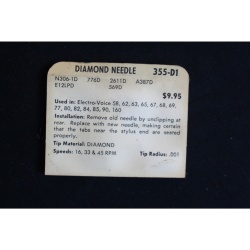 DIAMOND NEEDLE 355-D1
N306-1D 776D 2611D A287D
E12LPD 569D
$9.95
Used in: Electro-Voice 58, 62, 63, 65, 67, 68, 69,
77, 80, 82, 84, 85, 90, 160
Installation: Remove old needle by unslipping at
rear. Replace with new needle, making certain
that the tabs near the stylus end are seated
properly.
Tip Material: DIAMOND
Speeds: 16, 33 & 45 RPM Tip Radius: .001